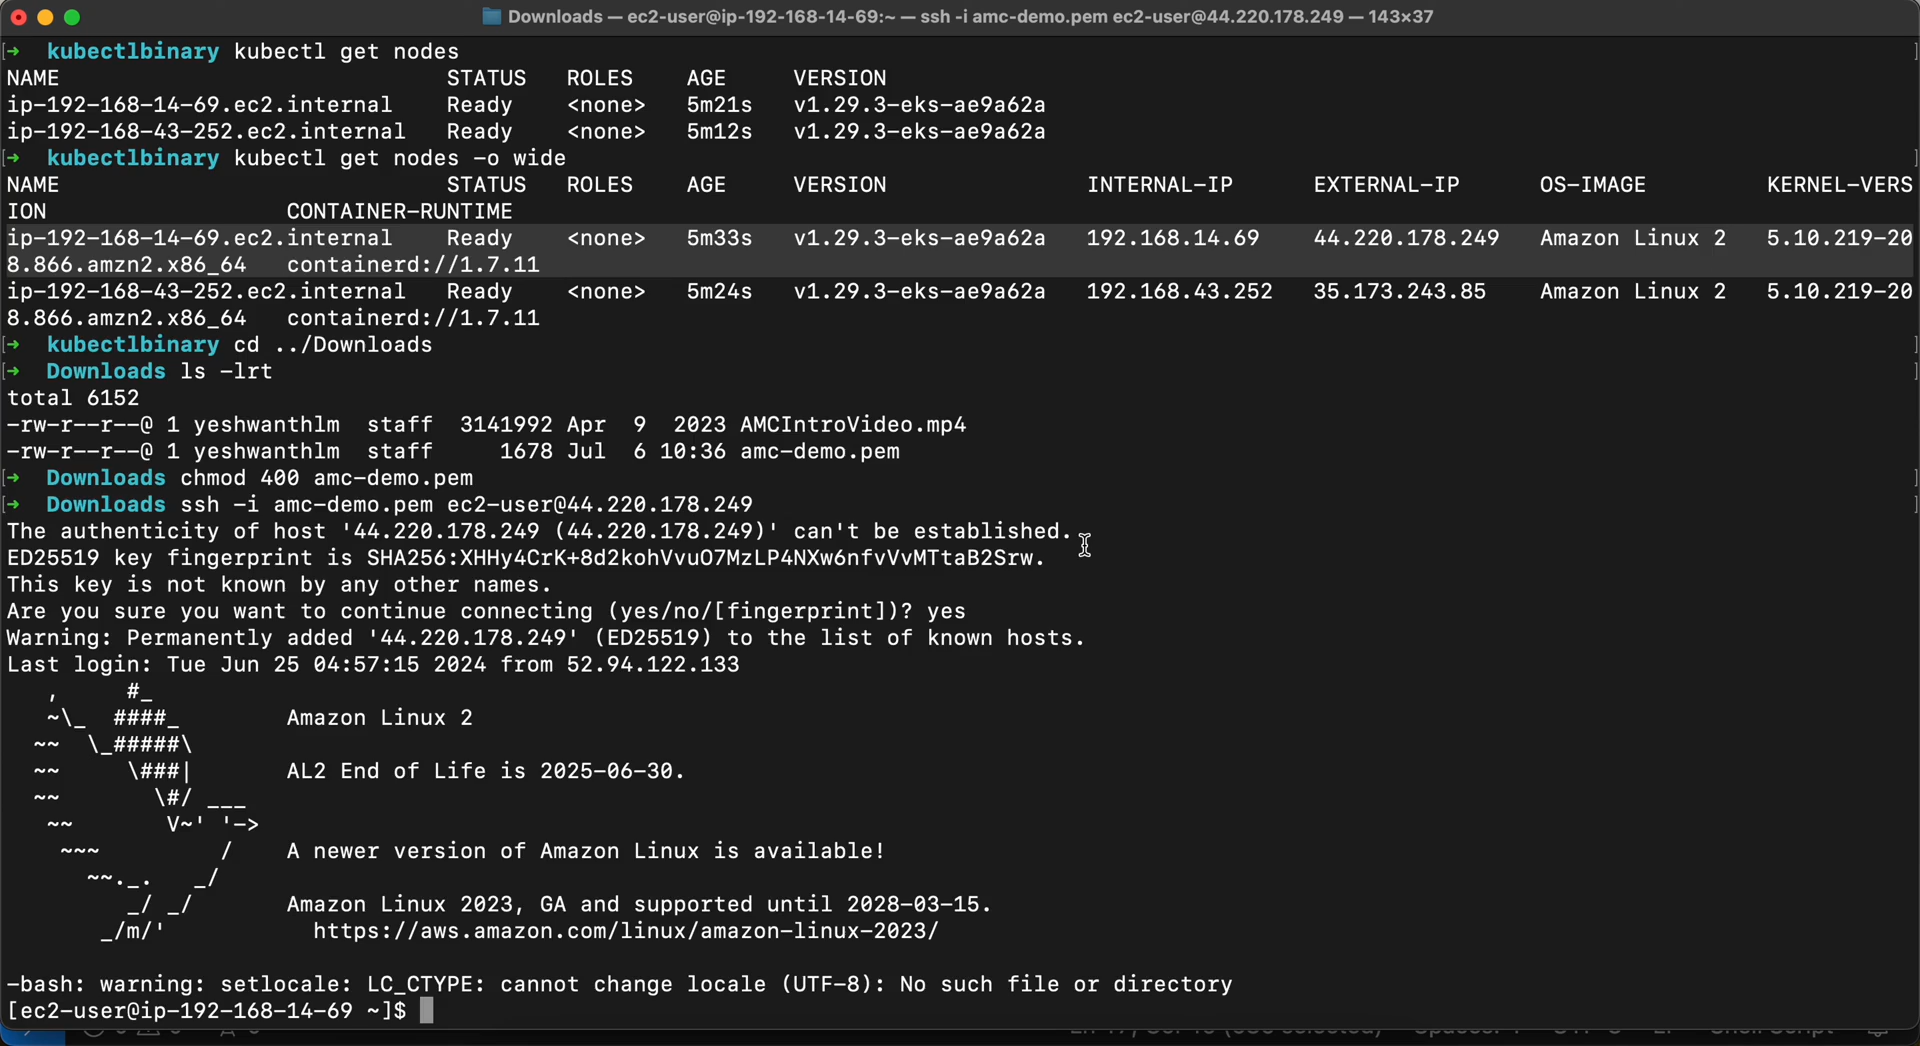 Downloads — ec2-user@ip-192-168-14-69:~ — ssh -i amc-demo.pem ec2-user@44.220.178.249 — 143×37
[➜  kubectlbinary kubectl get nodes ]
NAME                             STATUS   ROLES    AGE     VERSION
ip-192-168-14-69.ec2.internal    Ready    <none>   5m21s   v1.29.3-eks-ae9a62a
ip-192-168-43-252.ec2.internal   Ready    <none>   5m12s   v1.29.3-eks-ae9a62a
[➜  kubectlbinary kubectl get nodes -o wide ]
NAME                             STATUS   ROLES    AGE     VERSION               INTERNAL-IP      EXTERNAL-IP      OS-IMAGE         KERNEL-VERS
ION                  CONTAINER-RUNTIME
ip-192-168-14-69.ec2.internal    Ready    <none>   5m33s   v1.29.3-eks-ae9a62a   192.168.14.69    44.220.178.249   Amazon Linux 2   5.10.219-20
8.866.amzn2.x86_64   containerd://1.7.11
ip-192-168-43-252.ec2.internal   Ready    <none>   5m24s   v1.29.3-eks-ae9a62a   192.168.43.252   35.173.243.85    Amazon Linux 2   5.10.219-20
8.866.amzn2.x86_64   containerd://1.7.11
[➜  kubectlbinary cd ../Downloads ]
[➜  Downloads ls -lrt ]
total 6152
-rw-r--r--@ 1 yeshwanthlm  staff  3141992 Apr  9  2023 AMCIntroVideo.mp4
-rw-r--r--@ 1 yeshwanthlm  staff     1678 Jul  6 10:36 amc-demo.pem
[➜  Downloads chmod 400 amc-demo.pem ]
[➜  Downloads ssh -i amc-demo.pem ec2-user@44.220.178.249 ]
The authenticity of host '44.220.178.249 (44.220.178.249)' can't be established.
ED25519 key fingerprint is SHA256:XHHy4CrK+8d2kohVvuO7MzLP4NXw6nfvVvMTtaB2Srw.
This key is not known by any other names.
Are you sure you want to continue connecting (yes/no/[fingerprint])? yes
Warning: Permanently added '44.220.178.249' (ED25519) to the list of known hosts.
Last login: Tue Jun 25 04:57:15 2024 from 52.94.122.133
   ,     #_
   ~\_  ####_        Amazon Linux 2
  ~~  \_#####\
  ~~     \###|       AL2 End of Life is 2025-06-30.
  ~~       \#/ ___
   ~~       V~' '->
    ~~~         /    A newer version of Amazon Linux is available!
      ~~._.   _/
         _/ _/       Amazon Linux 2023, GA and supported until 2028-03-15.
       _/m/'           https://aws.amazon.com/linux/amazon-linux-2023/
-bash: warning: setlocale: LC_CTYPE: cannot change locale (UTF-8): No such file or directory
[ec2-user@ip-192-168-14-69 ~]$